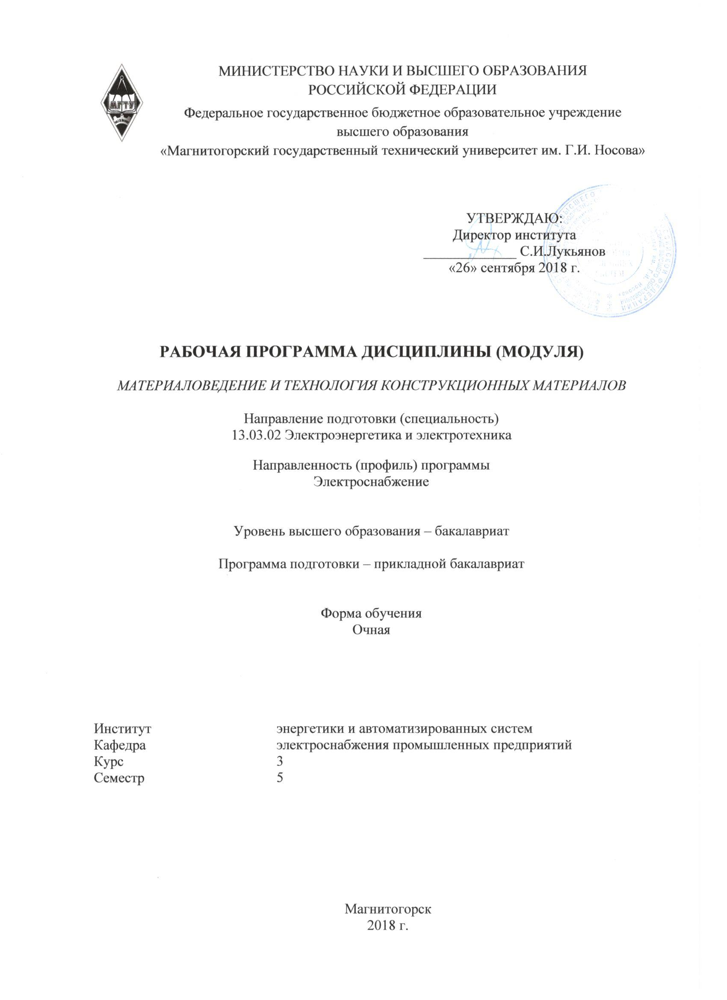 МИНИСТЕРСТВО НАУКИ И ВЫСШЕГО ОБРАЗОВАНИЯ
РОССИЙСКОЙ ФЕДЕРАЦИИ
Федеральное государственное бюджетное образовательное учреждение
высшего образования
«Магнитогорский государственный технический университет им. Г.И. Носова»
МГТУ
УТВЕРЖДАЮ:
Директор института
С.И.Лукьянов
«26» сентября 2018 г.
РАБОЧАЯ ПРОГРАММА ДИСЦИПЛИНЫ (МОДУЛЯ)
МАТЕРИАЛОВЕДЕНИЕ И ТЕХНОЛОГИЯ КОНСТРУКЦИОННЫХ МАТЕРИАЛОВ
Направление подготовки (специальность)
13.03.02 Электроэнергетика и электротехника
Направленность (профиль) программы
Электроснабжение
Уровень высшего образования – бакалавриат
Программа подготовки – прикладной бакалавриат
Форма обучения
Очная
Институт энергетики и автоматизированных систем
Кафедра электроснабжения промышленных предприятий
Курс 3
Семестр 5
Магнитогорск
2018 г.